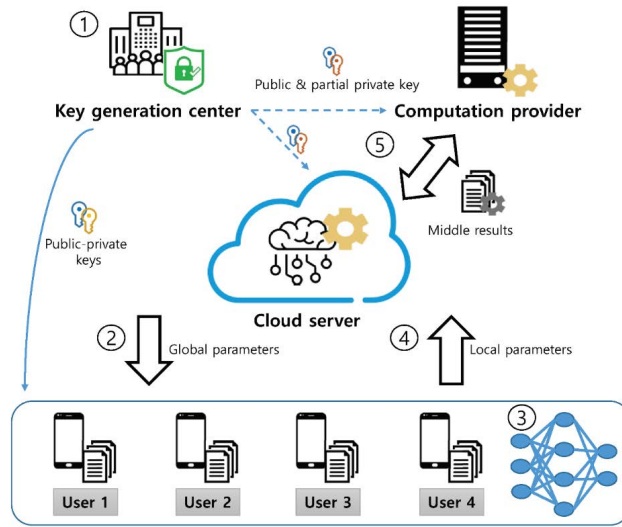 1
Key generation center
Public & partial private key
Computation provider
5
Public-private
keys
Middle results
Cloud server
2
Global parameters
4
Local parameters
3
User 1
User 2
User 3
User 4